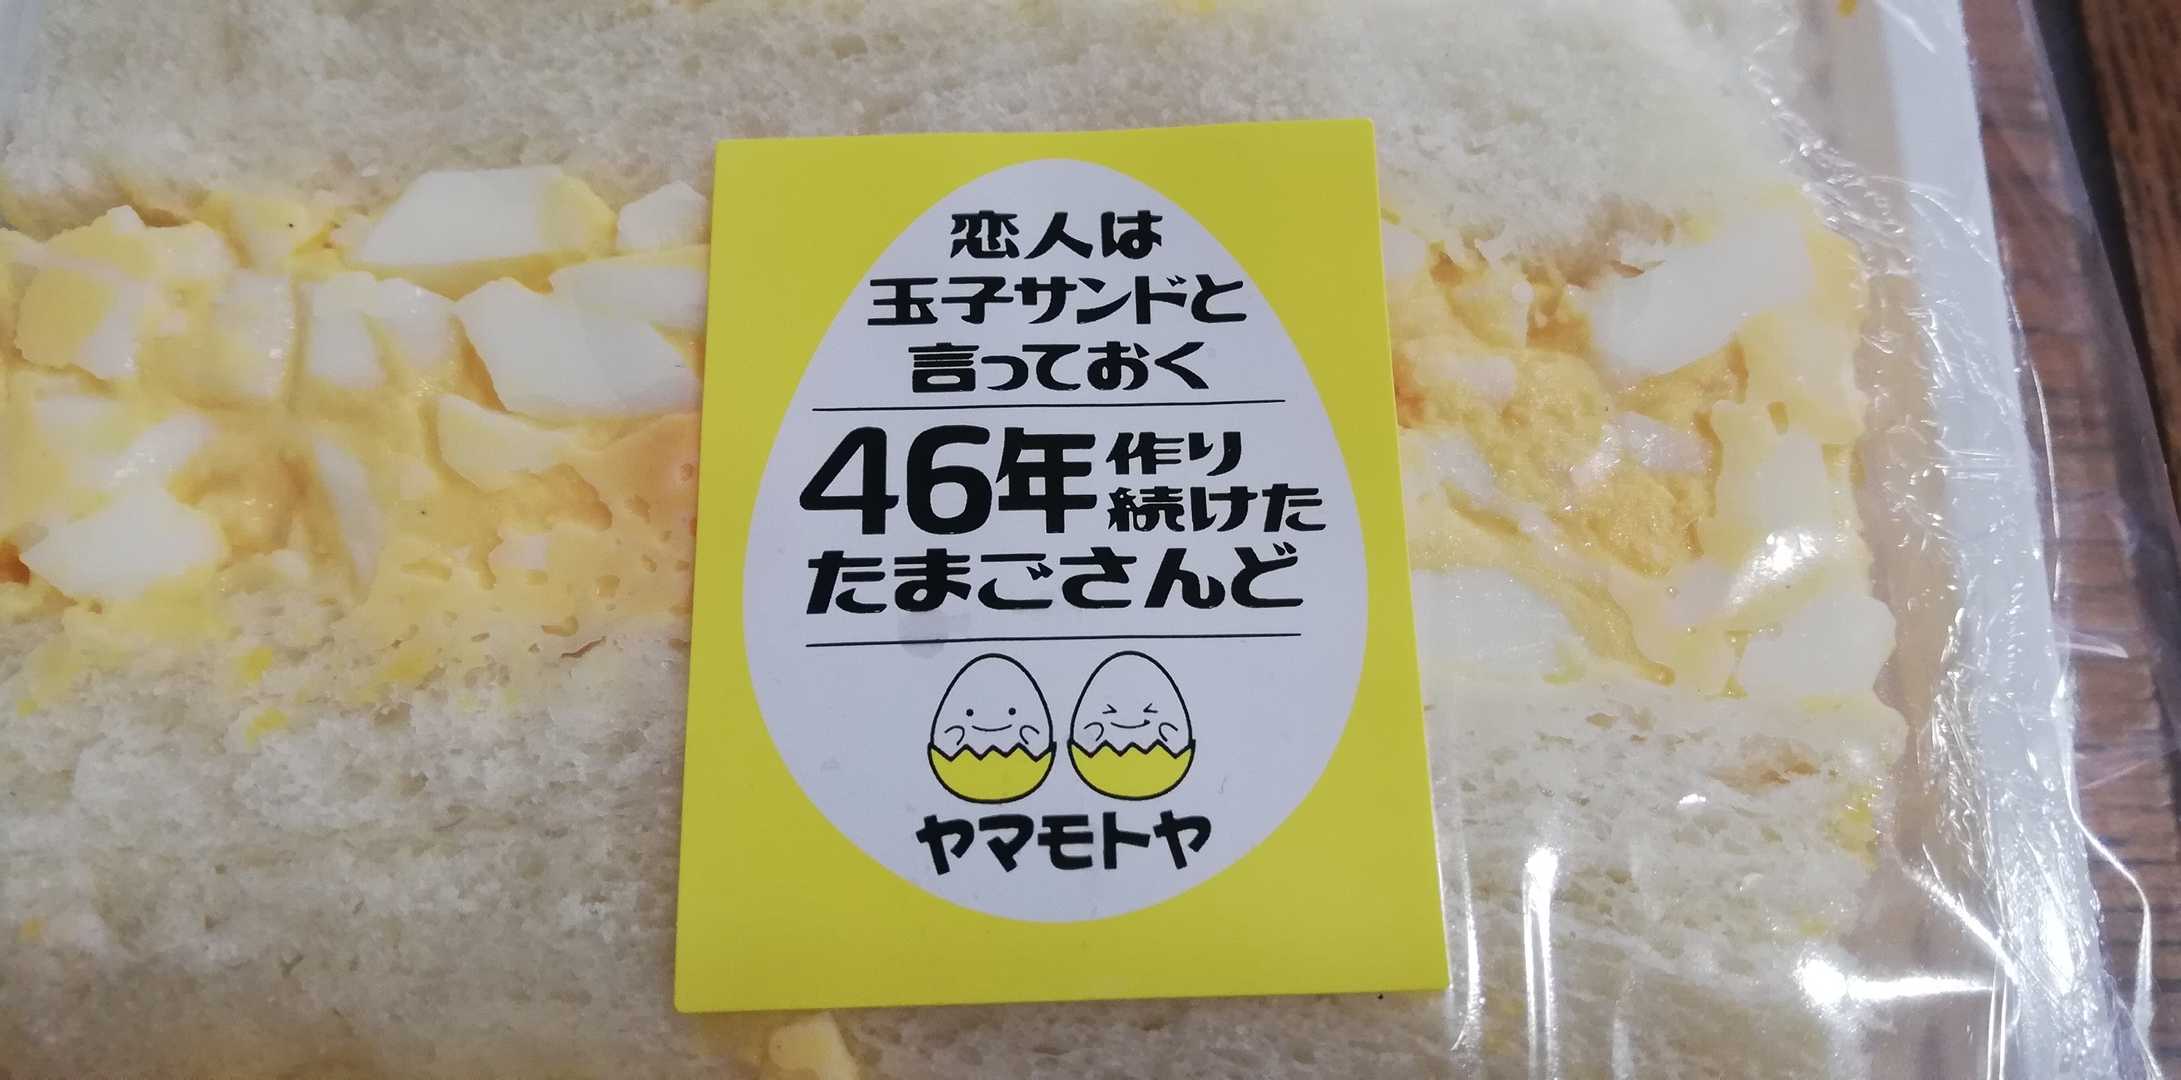 恋人は
玉子サンドと
言っておく
46年作り
続けた
たまごさんど
ヤマモトヤ